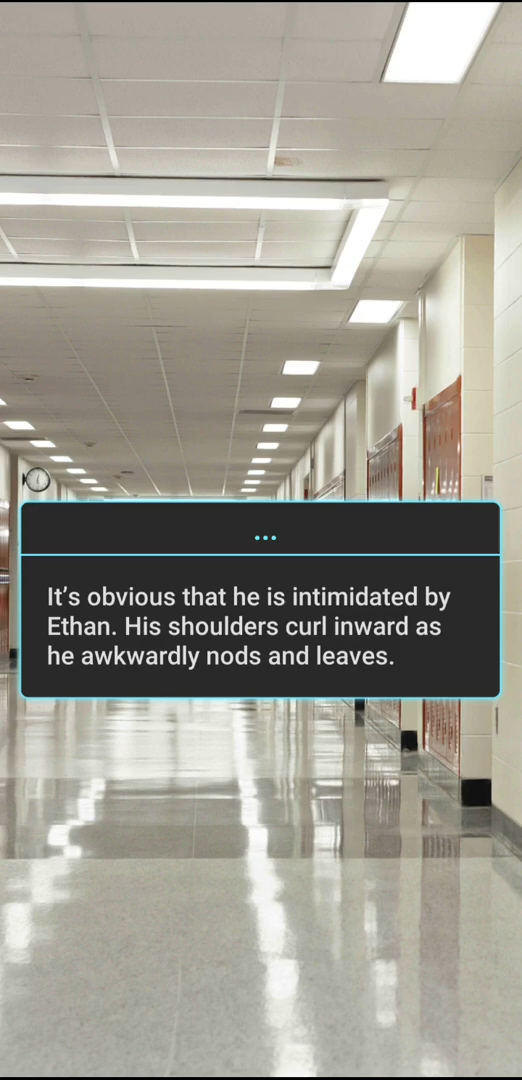 ...
It’s obvious that he is intimidated by
Ethan. His shoulders curl inward as
he awkwardly nods and leaves.